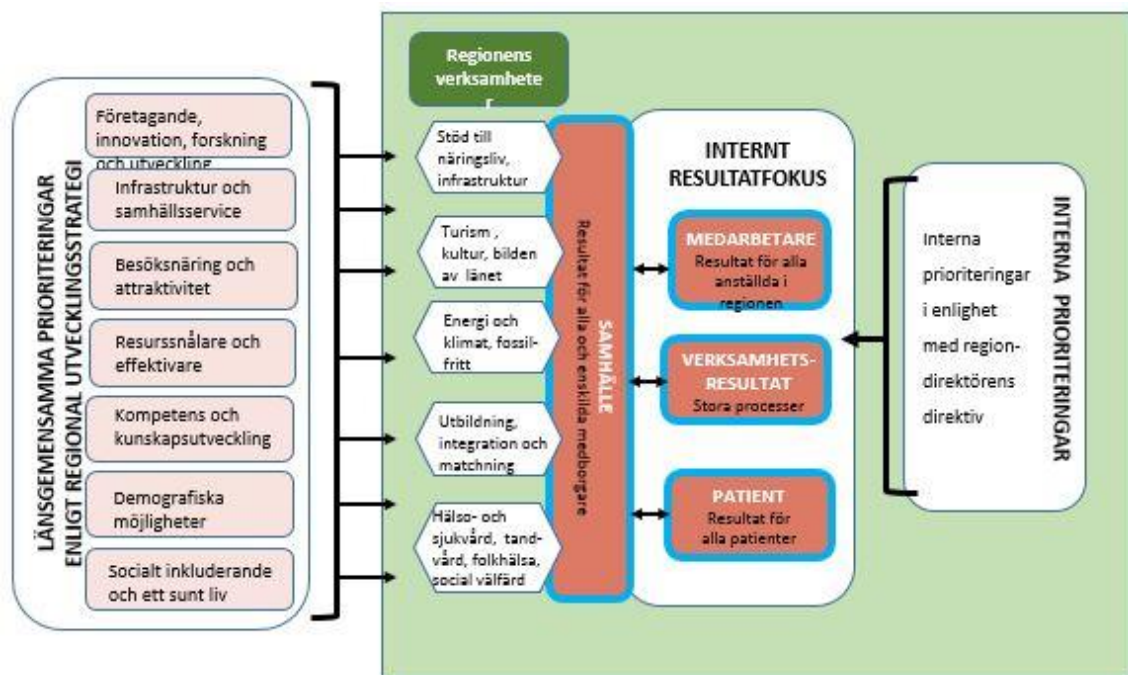 LÄNSGEMENSAMMA PRIORITERINGAR
ENLIGT REGIONAL UTVECKLINGSSTRATEGI
Företagande,
innovation, forskning
och utveckling
Infrastruktur och
samhällsservice
Besöksnäring och
attraktivitet
Resurssnålare och
effektivare
Kompetens och
kunskapsutveckling
Demografiska
möjligheter
Socialt inkluderande
och ett sunt liv
Regionens
verksamhete
r
Stöd till
näringsliv,
infrastruktur
Turism ,
kultur, bilden
av länet
Energi och
klimat, fossil-
fritt
Utbildning,
integration och
matchning
Hälso- och
sjukvård, tand-
vård, folkhälsa,
social välfärd
SAMHÄLLE
Resultat för alla och enskilda medborgare
INTERNT
RESULTATFOKUS
MEDARBETARE
Resultat för alla
anställda i
regionen
VERKSAMHETS-
RESULTAT
Stora processer
PATIENT
Resultat för
alla patienter
Interna
prioriteringar
i enlighet
med region-
direktörens
direktiv
INTERNA PRIORITERINGAR